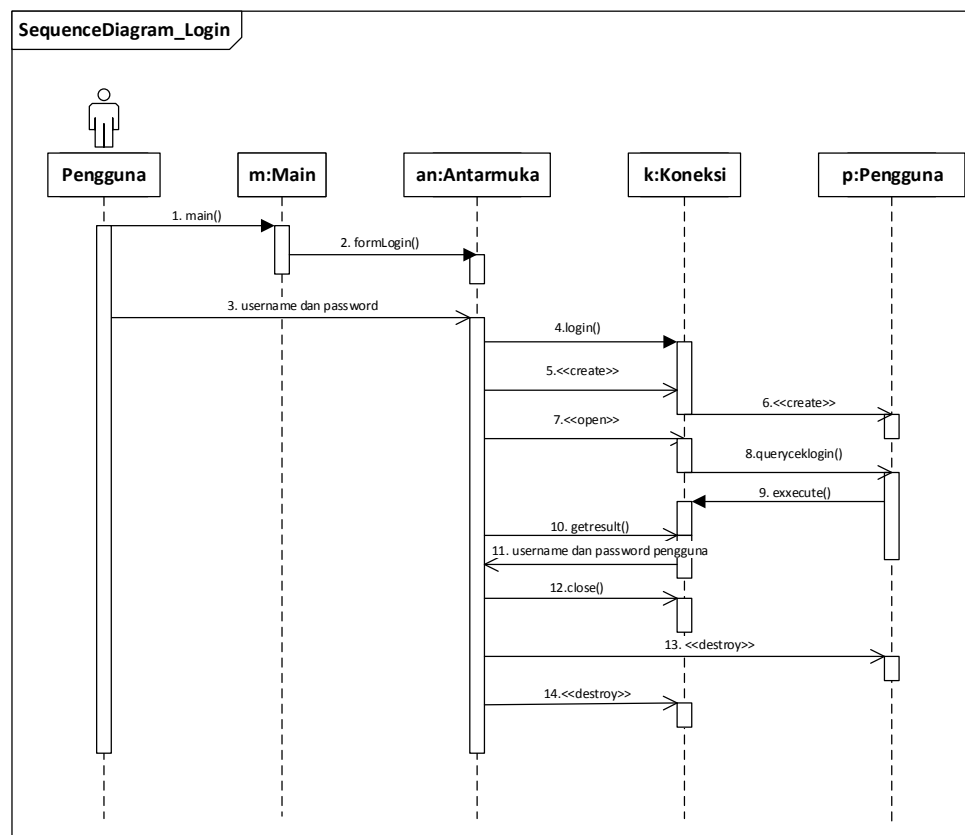 SequenceDiagram_Login
Pengguna
m:Main
an:Antarmuka
k:Koneksi
p:Pengguna
1. main()
2. formLogin()
3. username dan password
4.login()
5.<<create>>
6.<<create>>
7.<<open>>
8.queryceklogin()
9. exxecute()
10. getresult()
11. username dan password pengguna
12.close()
13. <<destroy>>
14.<<destroy>>